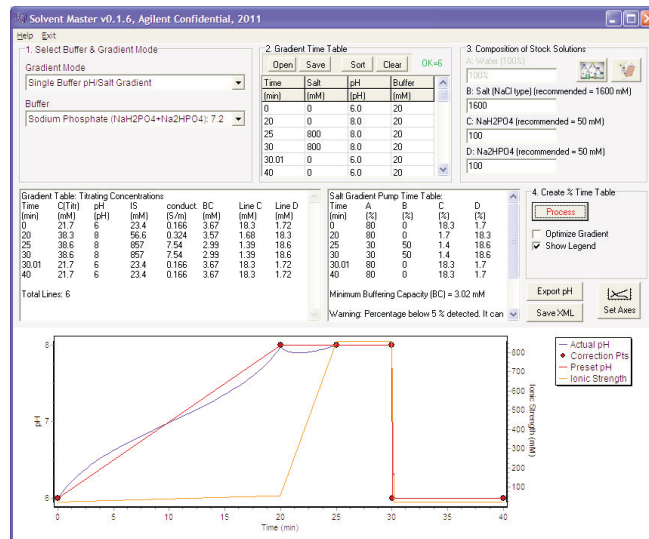 Solvent Master v0.1.6, Agilent Confidential, 2011
Help Exit
1. Select Buffer & Gradient Mode
Gradient Mode
Single Buffer pH/Salt Gradient
Buffer
Sodium Phosphate (NaH2PO4+Na2HPO4): 7.2
2. Gradient Time Table
Open Save Sort Clear OK=6
Time Salt pH Buffer
(min) (mM) (pH) (mM)
0 0 6.0 20
20 0 8.0 20
25 800 8.0 20
30 800 8.0 20
30.01 0 6.0 20
40 0 6.0 20
3. Composition of Stock Solutions
A: Water (100%)
100%
B: Salt (NaCl type) (recommended = 1600 mM)
1600
C: NaH2PO4 (recommended = 50 mM)
100
D: Na2HPO4 (recommended = 50 mM)
100
Gradient Table: Titrating Concentrations
Time C(Titr) pH IS conduct. BC Line C Line D
(min) (mM) (pH) (mM) (S/m) (mM) (mM) (mM)
0 21.7 6 23.4 0.166 3.67 18.3 1.72
20 38.3 8 56.6 0.324 3.57 1.68 18.3
25 38.6 8 857 7.54 2.99 1.39 18.6
30 38.6 8 857 7.54 2.99 1.39 18.6
30.01 21.7 6 23.4 0.166 3.67 18.3 1.72
40 21.7 6 23.4 0.166 3.67 18.3 1.72
Total Lines: 6
Salt Gradient Pump Time Table:
Time A B C D
(min) (%) (%) (%) (%)
0 80 0 18.3 1.7
20 80 0 1.7 18.3
25 30 50 1.4 18.6
30 30 50 1.4 18.6
30.01 80 0 18.3 1.7
40 80 0 18.3 1.7
Minimum Buffering Capacity (BC) = 3.02 mM
Warning: Percentage below 5 % detected. It can
4. Create % Time Table
Process
Optimize Gradient
Show Legend
Export pH
Save XML
Set Axes
8
7
6
pH
0 5 10 15 20 25 30 35 40
Time (min)
800
700
600
500
400
300
200
100
Ionic Strength (mM)
Actual pH
Correction Pts
Preset pH
Ionic Strength